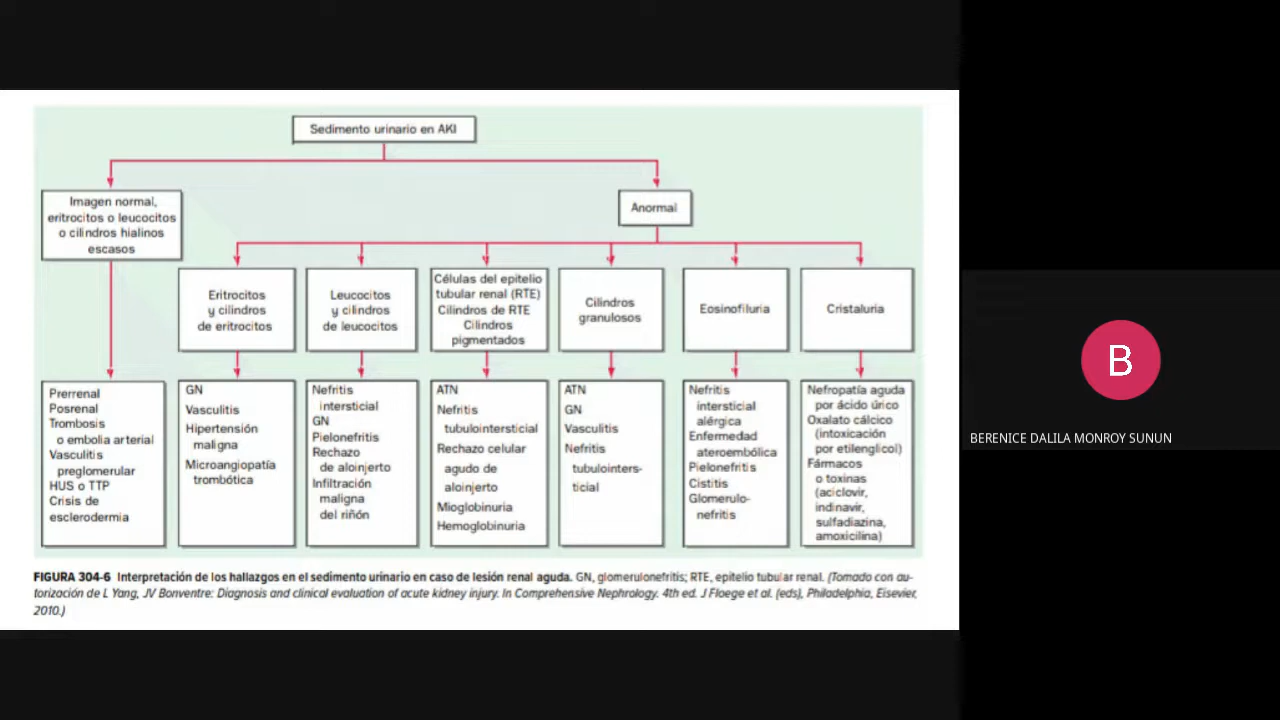 Sedimento urinario en AKI
Imagen normal,
eritrocitos o leucocitos
o cilindros hialinos
escasos
Anormal
Eritrocitos
y cilindros
de eritrocitos
Leucocitos
y cilindros
de leucocitos
Células del epitelio
tubular renal (RTE)
Cilindros de RTE
Cilindros
pigmentados
Cilindros
granulosos
Eosinofiluria
Cristaluria
Prerrenal
Posrenal
Trombosis
o embolia arterial
Vasculitis
preglomerular
HUS o TTP
Crisis de
esclerodermia
GN
Vasculitis
Hipertensión
maligna
Microangiopatía
trombótica
Nefritis
intersticial
GN
Pielonefritis
Rechazo
de aloinjerto
Infiltración
maligna
del riñón
ATN
Nefritis
tubulointersticial
Rechazo celular
agudo de
aloinjerto
Mioglobinuria
Hemoglobinuria
ATN
GN
Vasculitis
Nefritis
tubulointers-
ticial
Nefritis
intersticial
alérgica
Enfermedad
ateroembólica
Pielonefritis
Cistitis
Glomerulo-
nefritis
Nefropatía aguda
por ácido úrico
Oxalato cálcico
(intoxicación
por etilenglicol)
Fármacos
o toxinas
(aciclovir,
indinavir,
sulfadiazina,
amoxicilina)
FIGURA 304-6 Interpretación de los hallazgos en el sedimento urinario en caso de lesión renal aguda. GN, glomerulonefritis; RTE, epitelio tubular renal. (Tomado con au-
torización de L Yang, JV Bonventre: Diagnosis and clinical evaluation of acute kidney injury. In Comprehensive Nephrology. 4th ed. J Floege et al. (eds), Philadelphia, Elsevier,
2010.)
B
BERENICE DALILA MONROY SUNUN